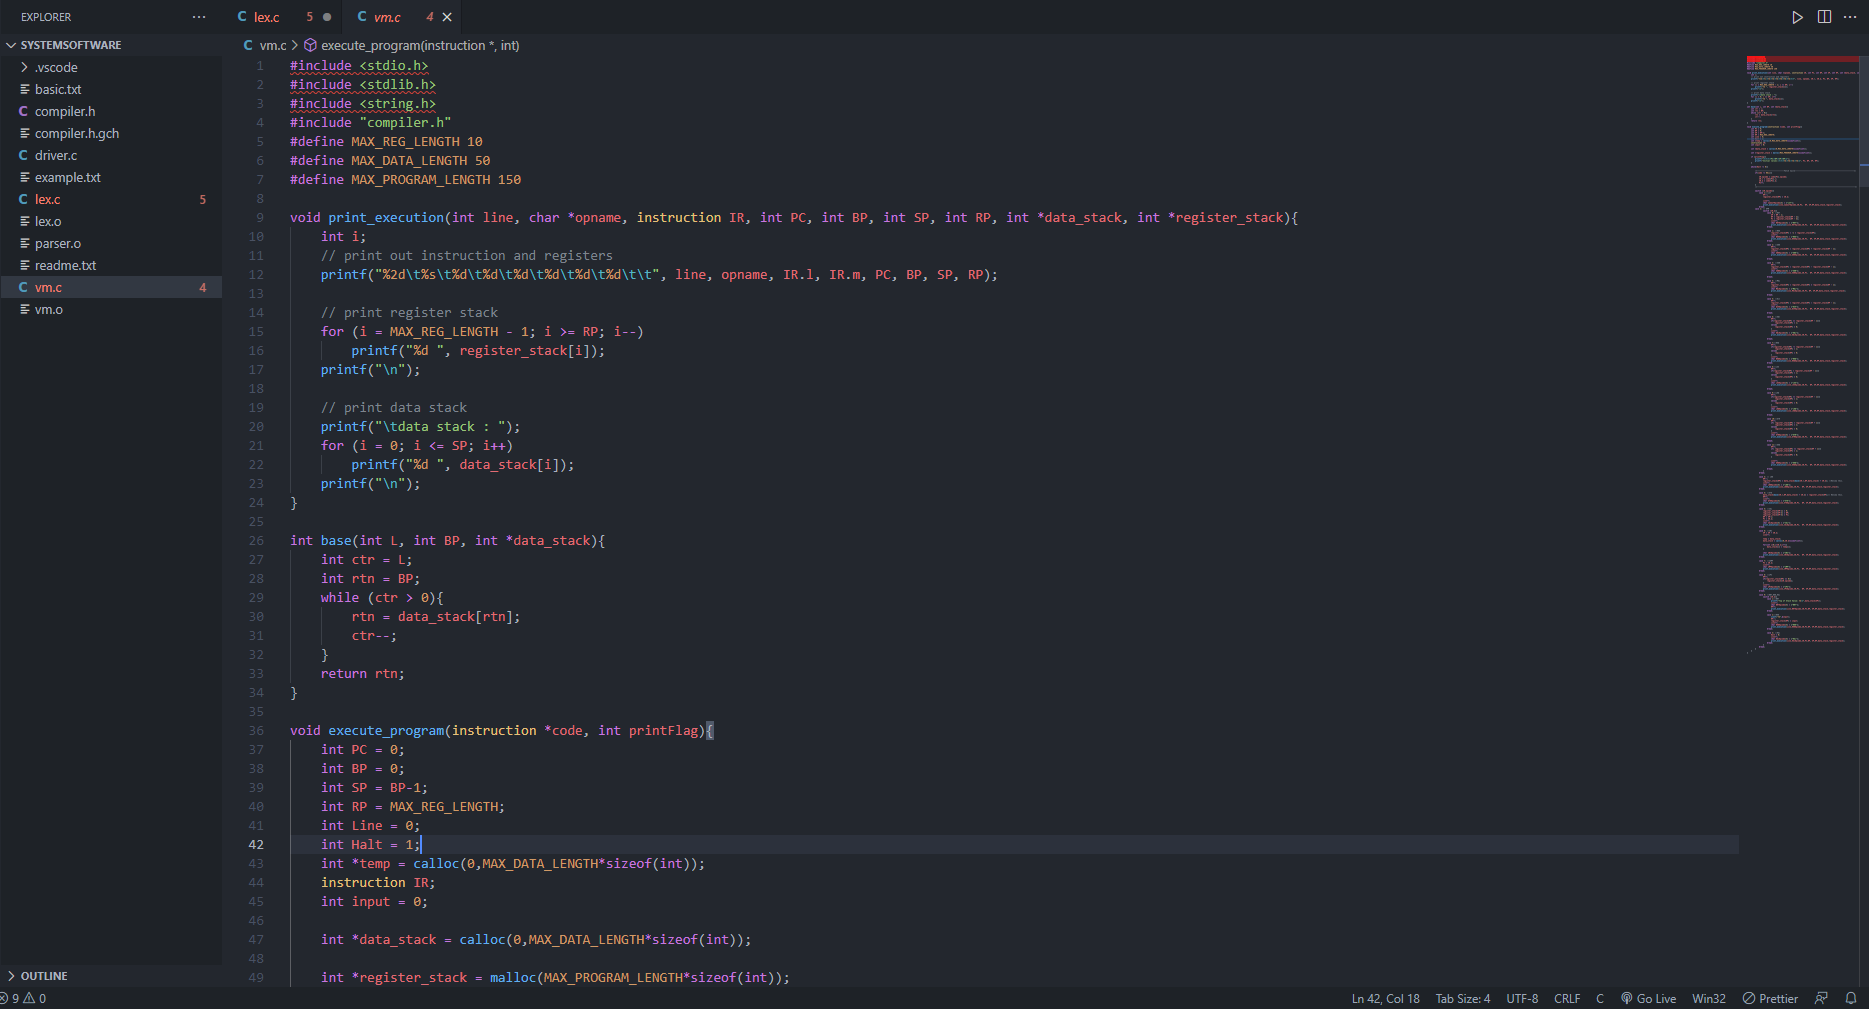 EXPLORER
SYSTEMSOFTWARE
.vscode
basic.txt
compiler.h
compiler.h.gch
driver.c
example.txt
lex.c 5
lex.o
parser.o
readme.txt
vm.c 4
vm.o
OUTLINE
C lex.c 5
C vm.c 4
C vm.c > execute_program(instruction *, int)
1 #include <stdio.h>
2 #include <stdlib.h>
3 #include <string.h>
4 #include "compiler.h"
5 #define MAX_REG_LENGTH 10
6 #define MAX_DATA_LENGTH 50
7 #define MAX_PROGRAM_LENGTH 150
8
9 void print_execution(int line, char *opname, instruction IR, int PC, int BP, int SP, int RP, int *data_stack, int *register_stack){
10     int i;
11     // print out instruction and registers
12     printf("%2d\t%s\t%d\t%d\t%d\t%d\t%d\t%d\t\t", line, opname, IR.l, IR.m, PC, BP, SP, RP);
13
14     // print register stack
15     for (i = MAX_REG_LENGTH - 1; i >= RP; i--)
16         printf("%d ", register_stack[i]);
17     printf("\n");
18
19     // print data stack
20     printf("\tdata stack : ");
21     for (i = 0; i <= SP; i++)
22         printf("%d ", data_stack[i]);
23     printf("\n");
24 }
25
26 int base(int L, int BP, int *data_stack){
27     int ctr = L;
28     int rtn = BP;
29     while (ctr > 0){
30         rtn = data_stack[rtn];
31         ctr--;
32     }
33     return rtn;
34 }
35
36 void execute_program(instruction *code, int printFlag){
37     int PC = 0;
38     int BP = 0;
39     int SP = BP-1;
40     int RP = MAX_REG_LENGTH;
41     int Line = 0;
42     int Halt = 1;
43     int *temp = calloc(0,MAX_DATA_LENGTH*sizeof(int));
44     instruction IR;
45     int input = 0;
46
47     int *data_stack = calloc(0,MAX_DATA_LENGTH*sizeof(int));
48
49     int *register_stack = malloc(MAX_PROGRAM_LENGTH*sizeof(int));
9 0
Ln 42, Col 18 Tab Size: 4 UTF-8 CRLF C Go Live Win32 Prettier